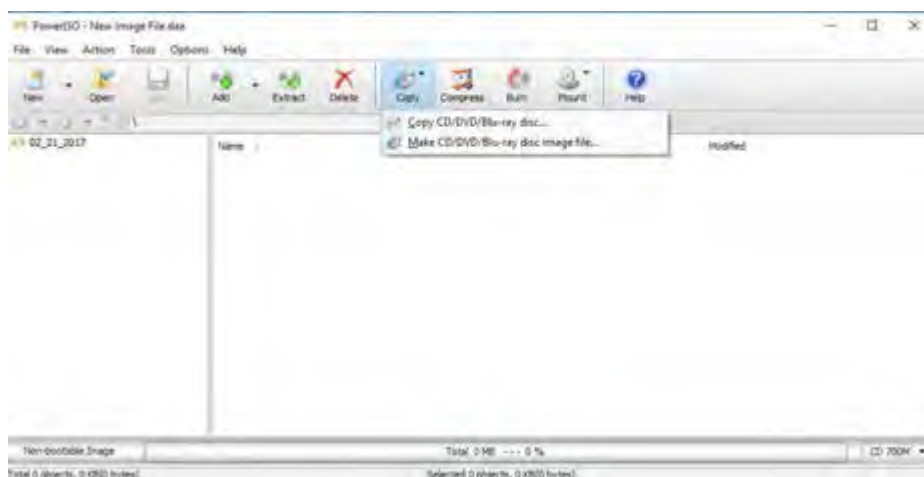 PowerISO - New Image File.daa
File View Action Tools Options Help
New Open Add Extract Delete Copy Compress Burn Mount Help
\
Copy CD/DVD/Blu-ray disc...
Make CD/DVD/Blu-ray disc image file...
02_21_2017
Name Modified
Non-bootable Image Total 0 MB --- 0 % CD 700M
Total 0 objects, 0 KB(0 bytes) Selected 0 objects, 0 KB(0 bytes)